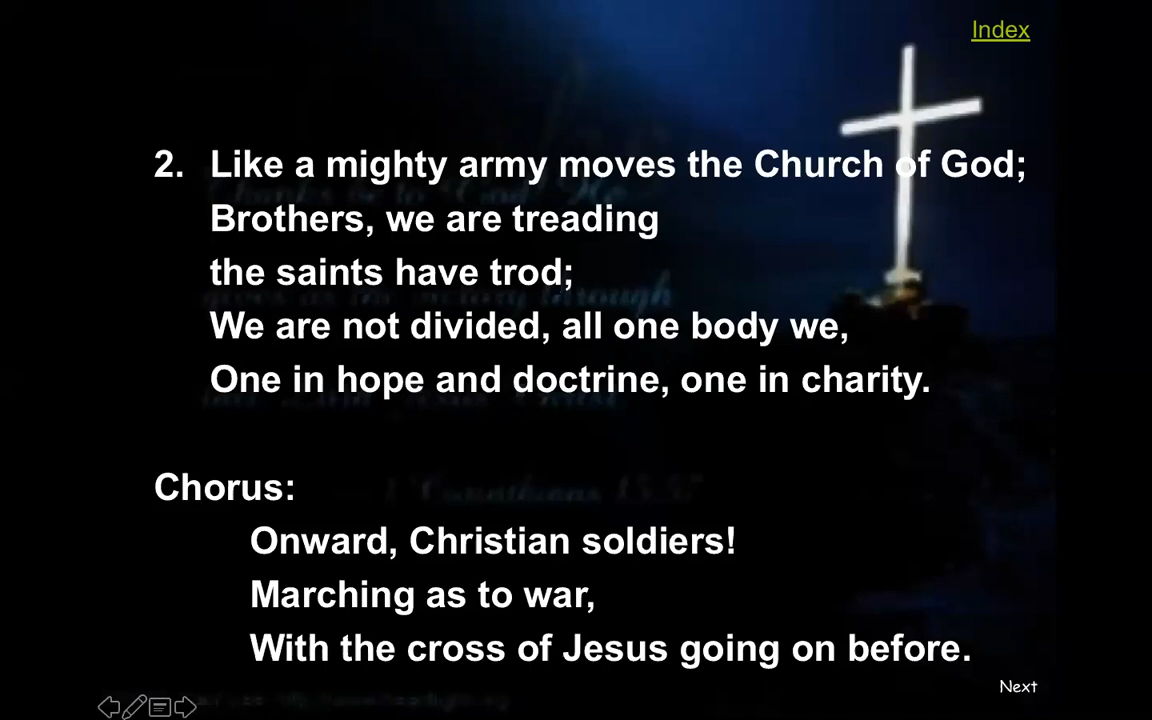 Index
2. Like a mighty army moves the Church of God;
Brothers, we are treading
the saints have trod;
We are not divided, all one body we,
One in hope and doctrine, one in charity.
Chorus:
Onward, Christian soldiers!
Marching as to war,
With the cross of Jesus going on before.
Next